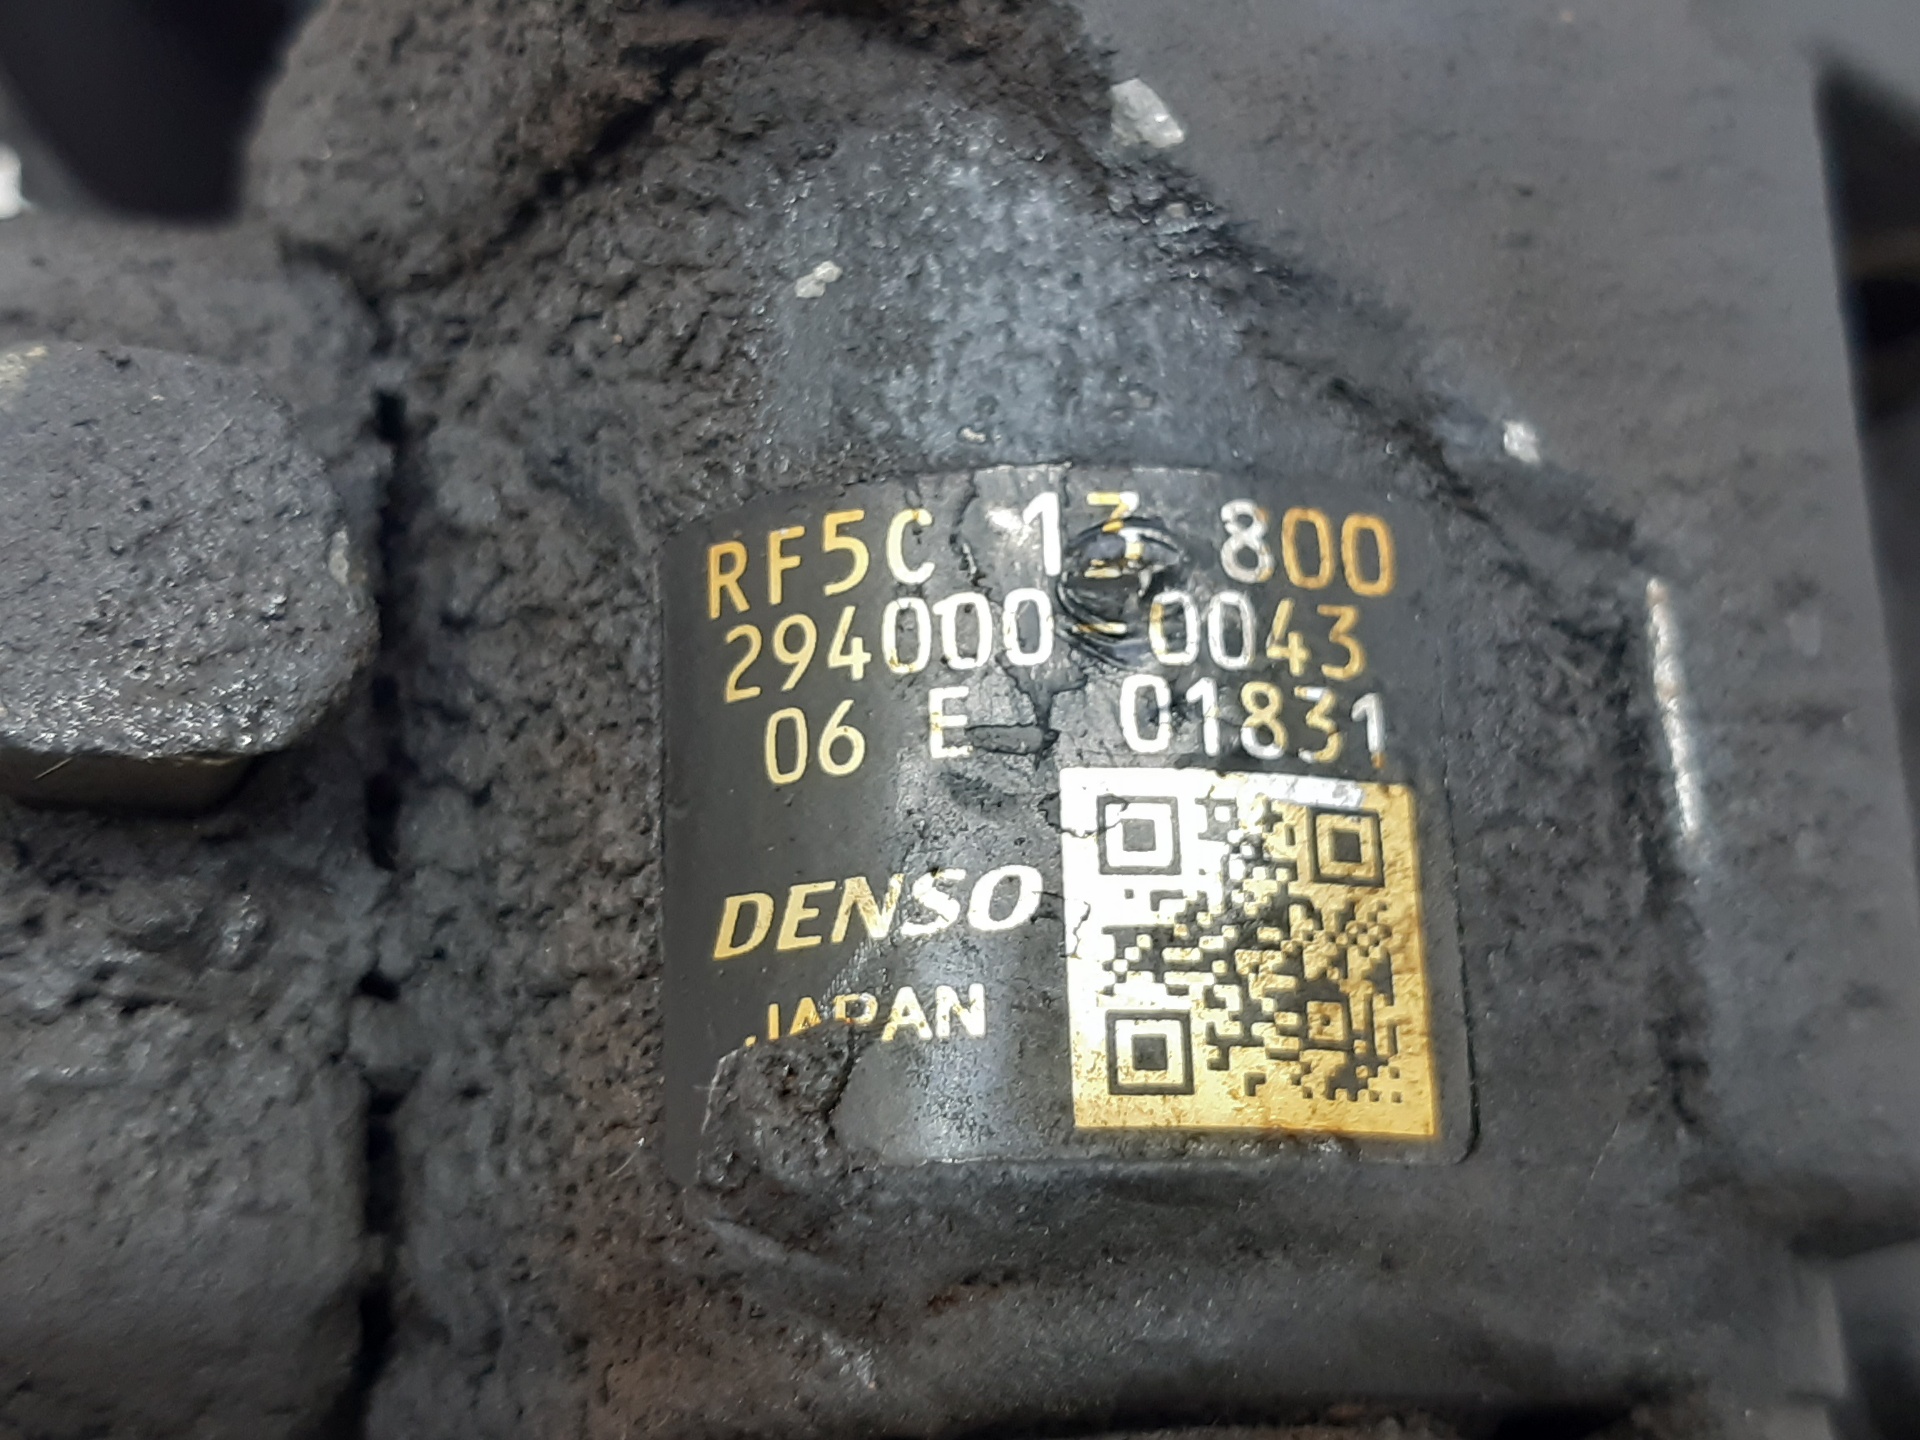 RF5C 13 800
294000-0043
06 E 01831
DENSO
JAPAN